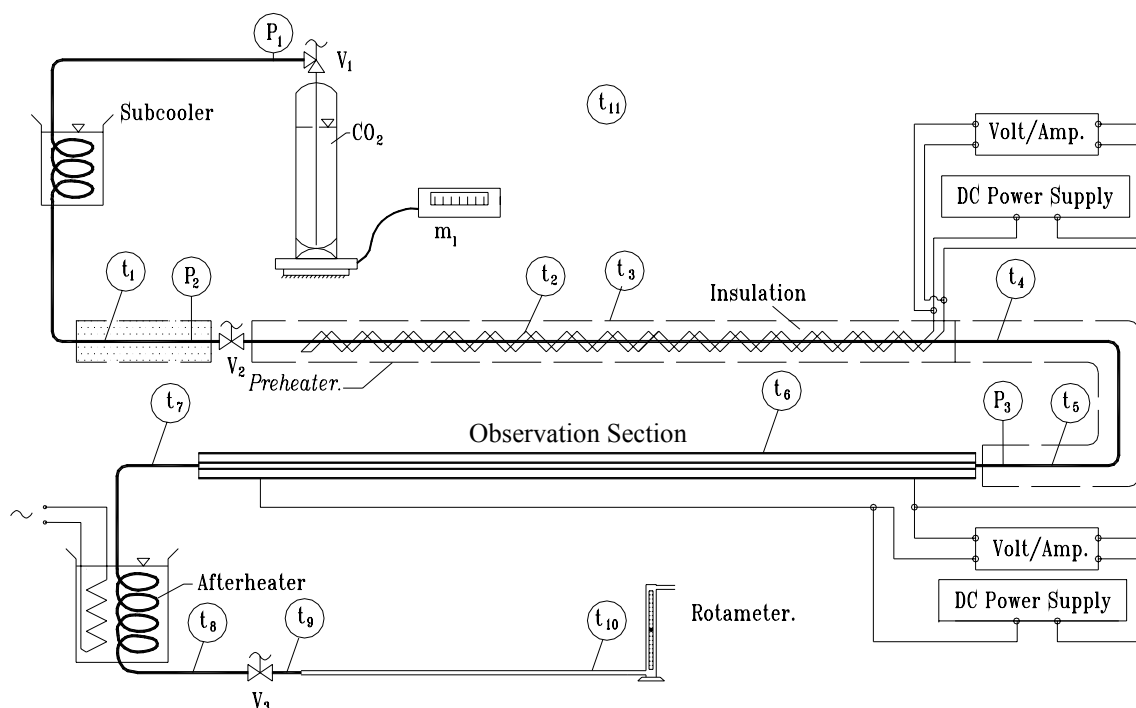 P1
V1
Subcooler
CO2
t11
Volt/Amp.
DC Power Supply
m1
t1
P2
t2
t3
Insulation
t4
V2
Preheater.
t7
t6
P3
t5
Observation Section
Volt/Amp.
Afterheater
DC Power Supply
t8
t9
t10
Rotameter.
V3